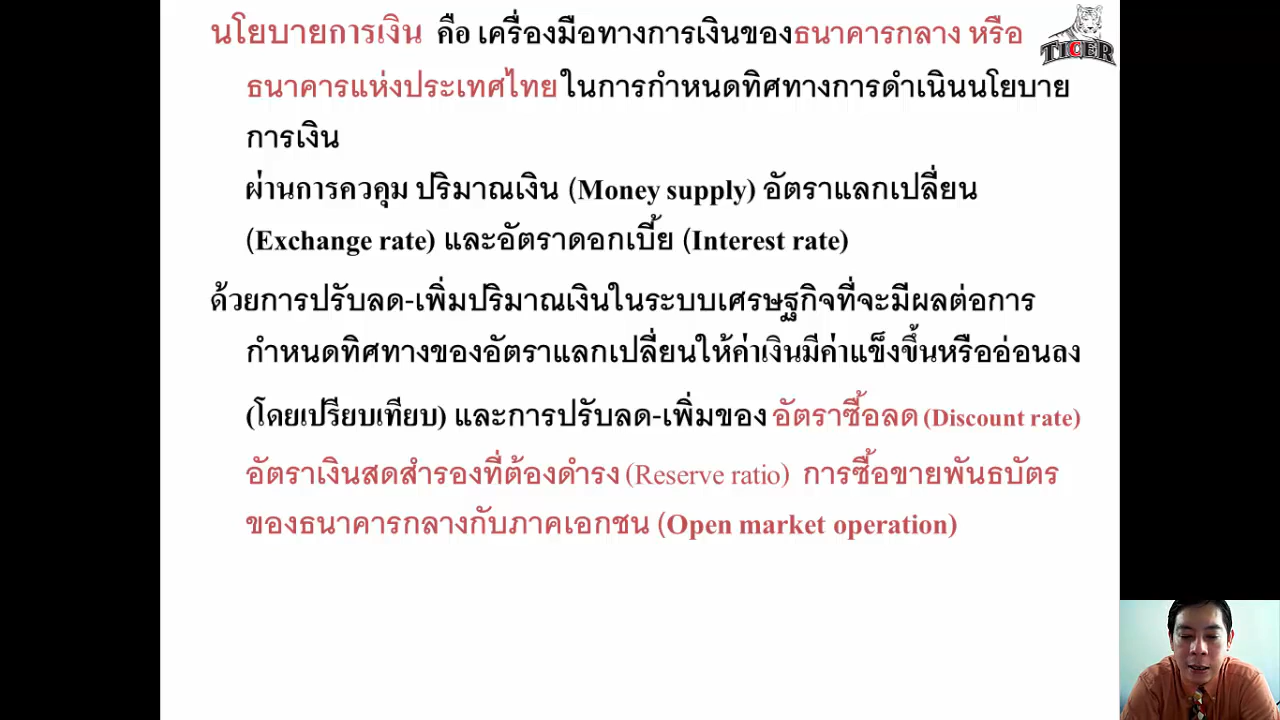 นโยบายการเงิน คือ เครื่องมือทางการเงินของธนาคารกลาง หรือ
TIGER
ธนาคารแห่งประเทศไทยในการกำหนดทิศทางการดำเนินนโยบาย
การเงิน
ผ่านการควคุม ปริมาณเงิน (Money supply) อัตราแลกเปลี่ยน
(Exchange rate) และอัตราดอกเบี้ย (Interest rate)
ด้วยการปรับลด-เพิ่มปริมาณเงินในระบบเศรษฐกิจที่จะมีผลต่อการ
กำหนดทิศทางของอัตราแลกเปลี่ยนให้ค่าเงินมีค่าแข็งขึ้นหรืออ่อนลง
(โดยเปรียบเทียบ) และการปรับลด-เพิ่มของ อัตราซื้อลด (Discount rate)
อัตราเงินสดสำรองที่ต้องดำรง (Reserve ratio) การซื้อขายพันธบัตร
ของธนาคารกลางกับภาคเอกชน (Open market operation)